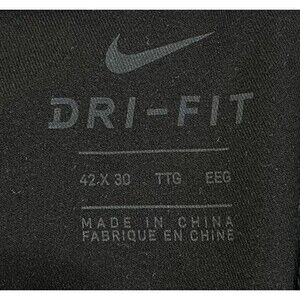 DRI-FIT
42 X 30 TTG EEG
MADE IN CHINA
FABRIQUE EN CHINE